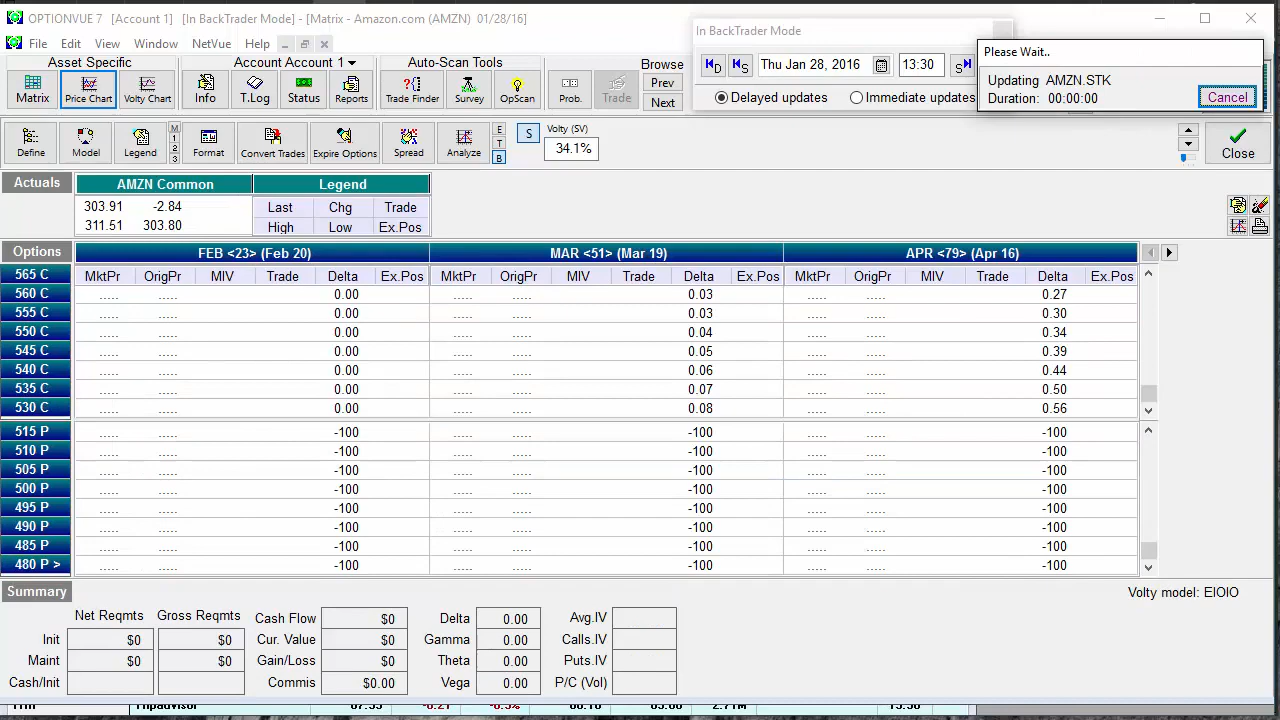 OPTIONVUE 7 [Account 1] [In BackTrader Mode] - [Matrix - Amazon.com (AMZN) 01/28/16]
File Edit View Window NetVue Help
In BackTrader Mode
Thu Jan 28, 2016 13:30
Delayed updates Immediate updates
Please Wait..
Updating AMZN.STK
Duration: 00:00:00
Cancel
Asset Specific Account Account 1 Auto-Scan Tools Browse
Matrix Price Chart Volty Chart Info T.Log Status Reports Trade Finder Survey OpScan Prob. Trade Prev
Next
Define Model Legend M 1 2 3 Format Convert Trades Expire Options Spread Analyze E T B S Volty (SV)
34.1%
Close
Actuals AMZN Common Legend
303.91 -2.84 Last Chg Trade
311.51 303.80 High Low Ex.Pos
Options FEB <23> (Feb 20) MAR <51> (Mar 19) APR <79> (Apr 16)
565 C MktPr OrigPr MIV Trade Delta Ex.Pos MktPr OrigPr MIV Trade Delta Ex.Pos MktPr OrigPr MIV Trade Delta Ex.Pos
560 C ..... ..... 0.00 ..... ..... 0.03 ..... ..... 0.27
555 C ..... ..... 0.00 ..... ..... 0.03 ..... ..... 0.30
550 C ..... ..... 0.00 ..... ..... 0.04 ..... ..... 0.34
545 C ..... ..... 0.00 ..... ..... 0.05 ..... ..... 0.39
540 C ..... ..... 0.00 ..... ..... 0.06 ..... ..... 0.44
535 C ..... ..... 0.00 ..... ..... 0.07 ..... ..... 0.50
530 C ..... ..... 0.00 ..... ..... 0.08 ..... ..... 0.56
515 P ..... ..... -100 ..... ..... -100 ..... ..... -100
510 P ..... ..... -100 ..... ..... -100 ..... ..... -100
505 P ..... ..... -100 ..... ..... -100 ..... ..... -100
500 P ..... ..... -100 ..... ..... -100 ..... ..... -100
495 P ..... ..... -100 ..... ..... -100 ..... ..... -100
490 P ..... ..... -100 ..... ..... -100 ..... ..... -100
485 P ..... ..... -100 ..... ..... -100 ..... ..... -100
480 P > ..... ..... -100 ..... ..... -100 ..... ..... -100
Summary Volty model: EIOIO
Net Reqmts Gross Reqmts Cash Flow $0 Delta 0.00 Avg.IV
Init $0 $0 Cur. Value $0 Gamma 0.00 Calls.IV
Maint $0 $0 Gain/Loss $0 Theta 0.00 Puts.IV
Cash/Init Commis $0.00 Vega 0.00 P/C (Vol)